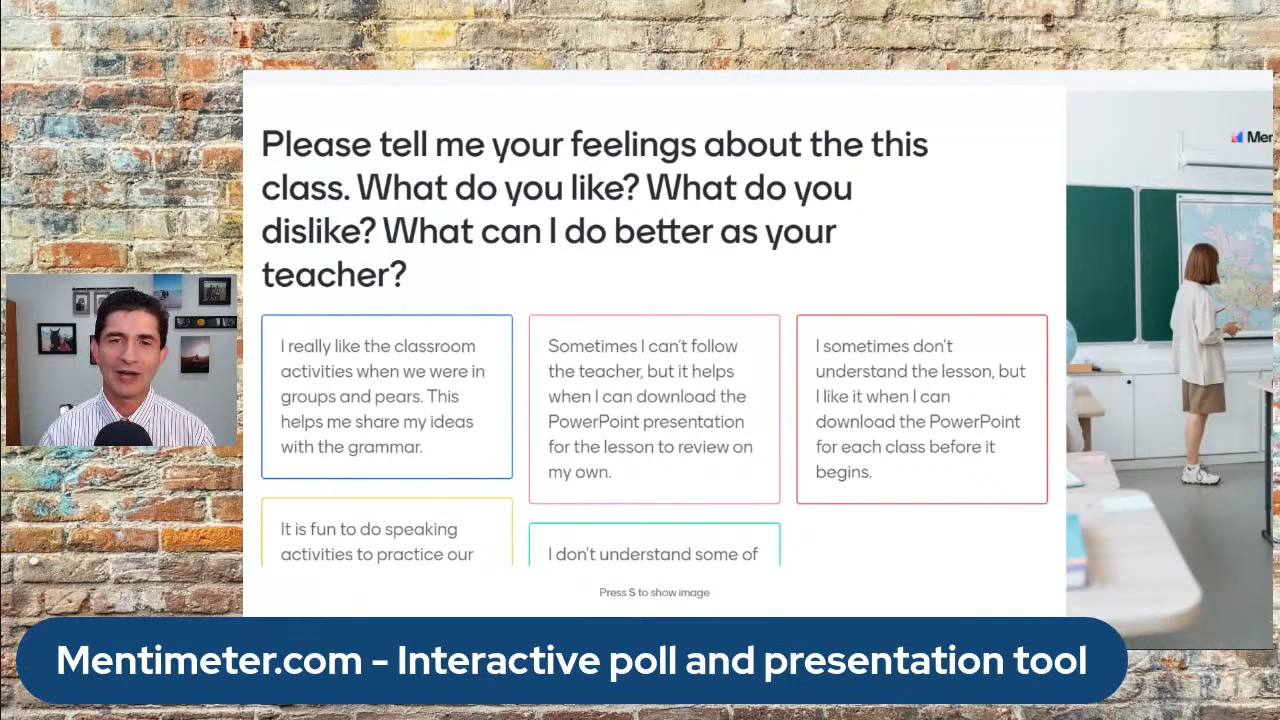 Please tell me your feelings about the this
class. What do you like? What do you
dislike? What can I do better as your
teacher?
I really like the classroom
activities when we were in
groups and pears. This
helps me share my ideas
with the grammar.
Sometimes I can't follow
the teacher, but it helps
when I can download the
PowerPoint presentation
for the lesson to review on
my own.
I sometimes don't
understand the lesson, but
I like it when I can
download the PowerPoint
for each class before it
begins.
It is fun to do speaking
activities to practice our
I don't understand some of
Press S to show image
Mer
Mentimeter.com - Interactive poll and presentation tool